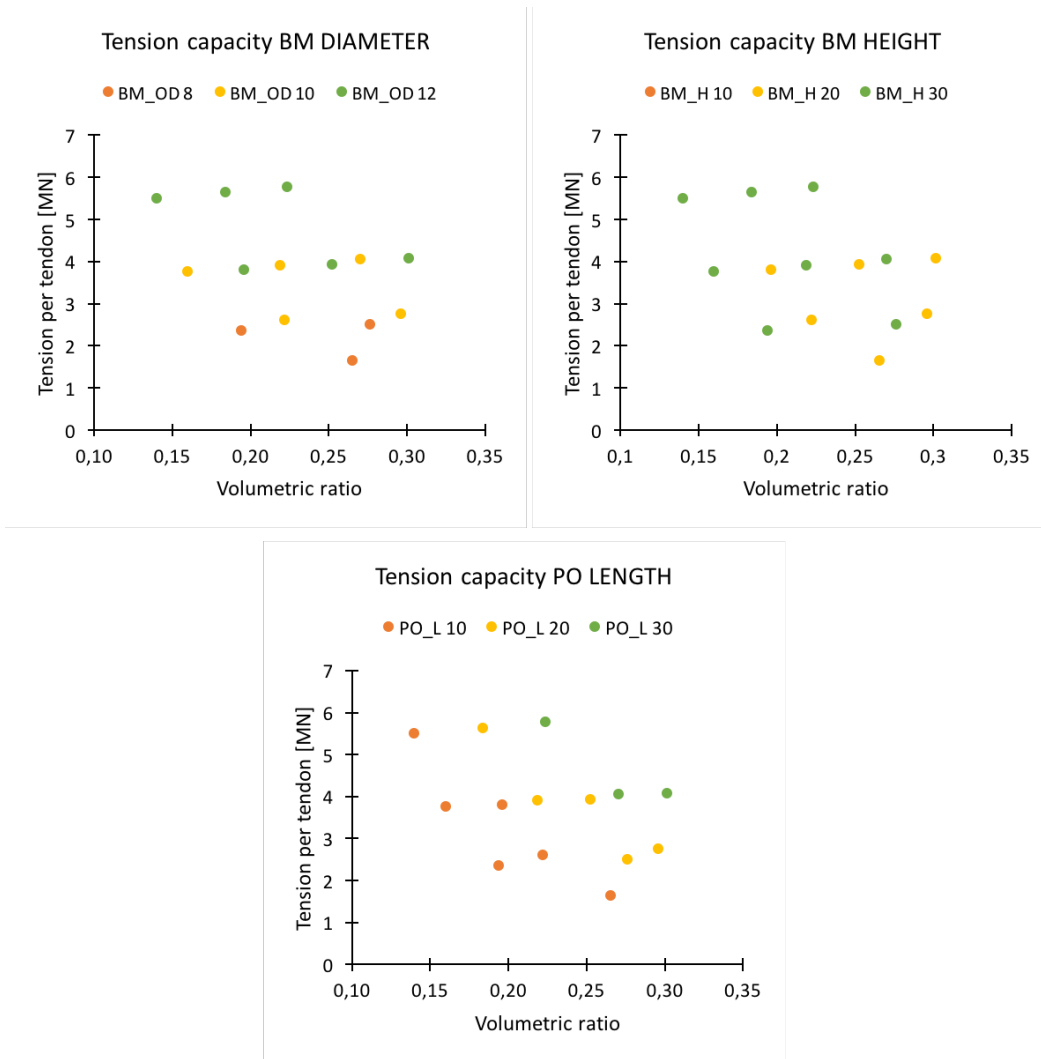 Tension capacity BM DIAMETER
BM_OD 8 BM_OD 10 BM_OD 12
7
6
5
4
3
2
1
0
Tension per tendon [MN]
0,10 0,15 0,20 0,25 0,30 0,35
Volumetric ratio
Tension capacity BM HEIGHT
BM_H 10 BM_H 20 BM_H 30
7
6
5
4
3
2
1
0
Tension per tendon [MN]
0,1 0,15 0,2 0,25 0,3 0,35
Volumetric ratio
Tension capacity PO LENGTH
PO_L 10 PO_L 20 PO_L 30
7
6
5
4
3
2
1
0
Tension per tendon [MN]
0,10 0,15 0,20 0,25 0,30 0,35
Volumetric ratio